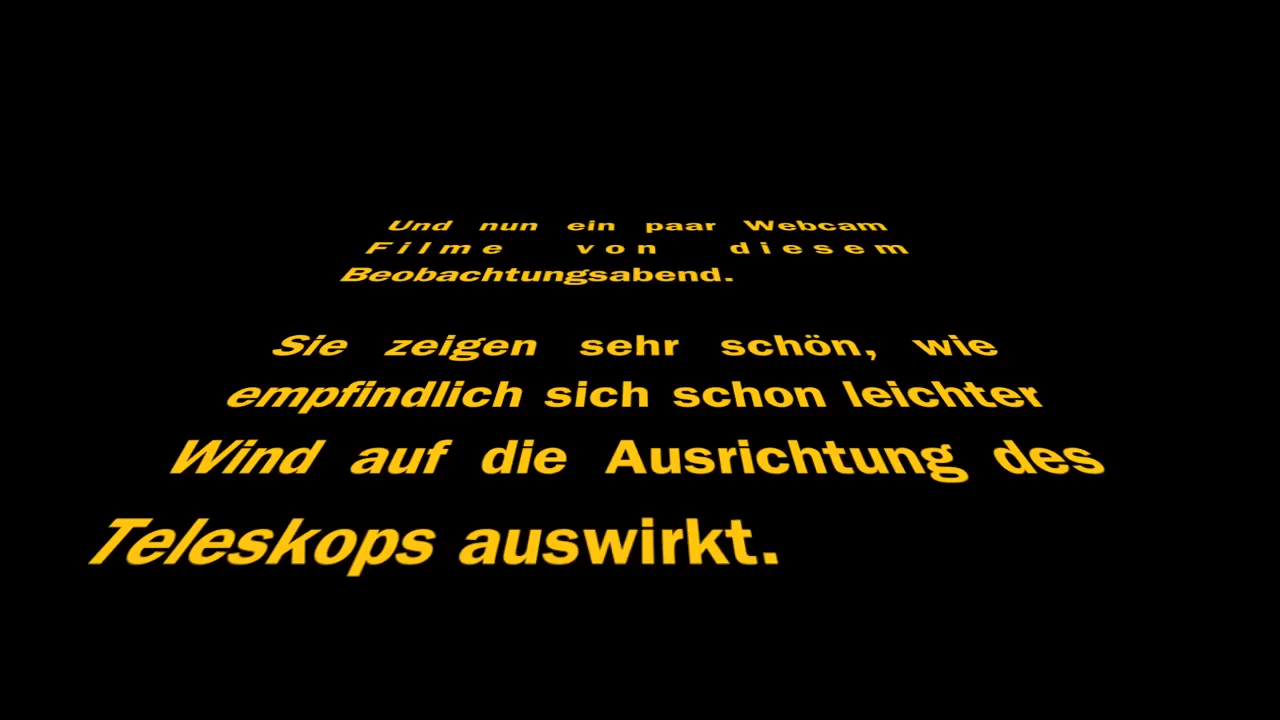 Und nun ein paar Webcam
Filme von diesem
Beobachtungsabend.
Sie zeigen sehr schön, wie
empfindlich sich schon leichter
Wind auf die Ausrichtung des
Teleskops auswirkt.